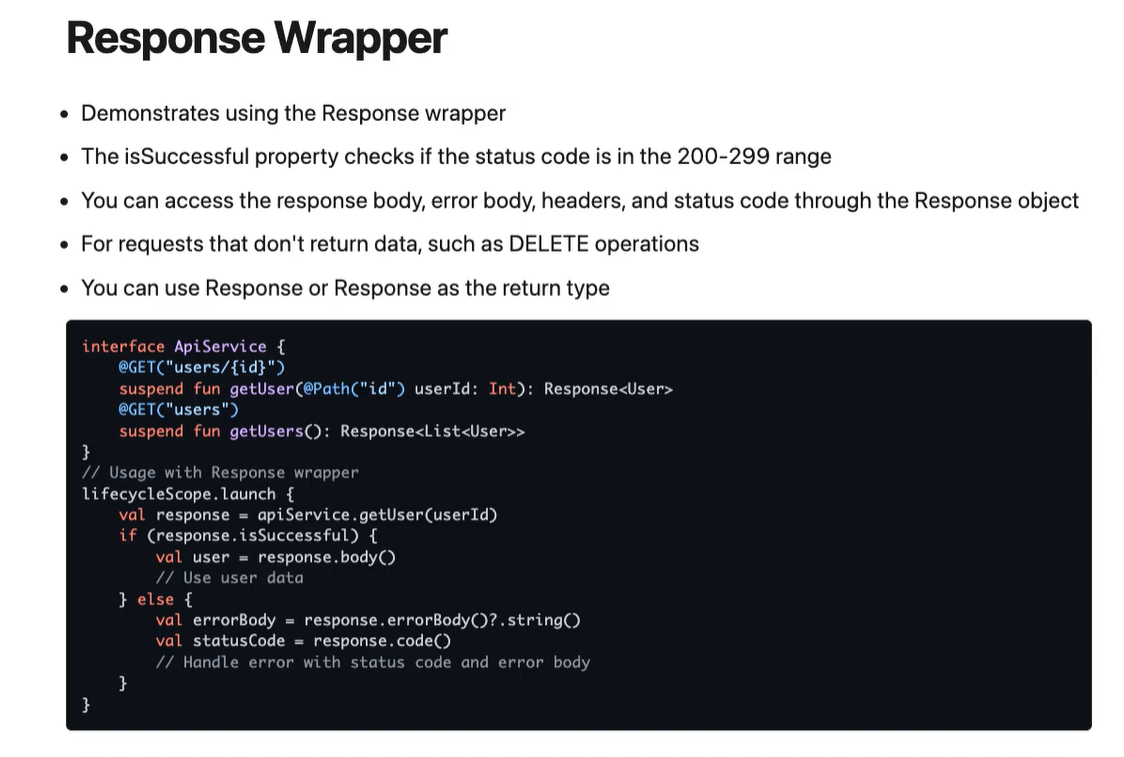 Response Wrapper
• Demonstrates using the Response wrapper
• The isSuccessful property checks if the status code is in the 200-299 range
• You can access the response body, error body, headers, and status code through the Response object
• For requests that don't return data, such as DELETE operations
• You can use Response or Response as the return type
interface ApiService {
    @GET("users/{id}")
    suspend fun getUser(@Path("id") userId: Int): Response<User>
    @GET("users")
    suspend fun getUsers(): Response<List<User>>
}
// Usage with Response wrapper
lifecycleScope.launch {
    val response = apiService.getUser(userId)
    if (response.isSuccessful) {
        val user = response.body()
        // Use user data
    } else {
        val errorBody = response.errorBody()?.string()
        val statusCode = response.code()
        // Handle error with status code and error body
    }
}